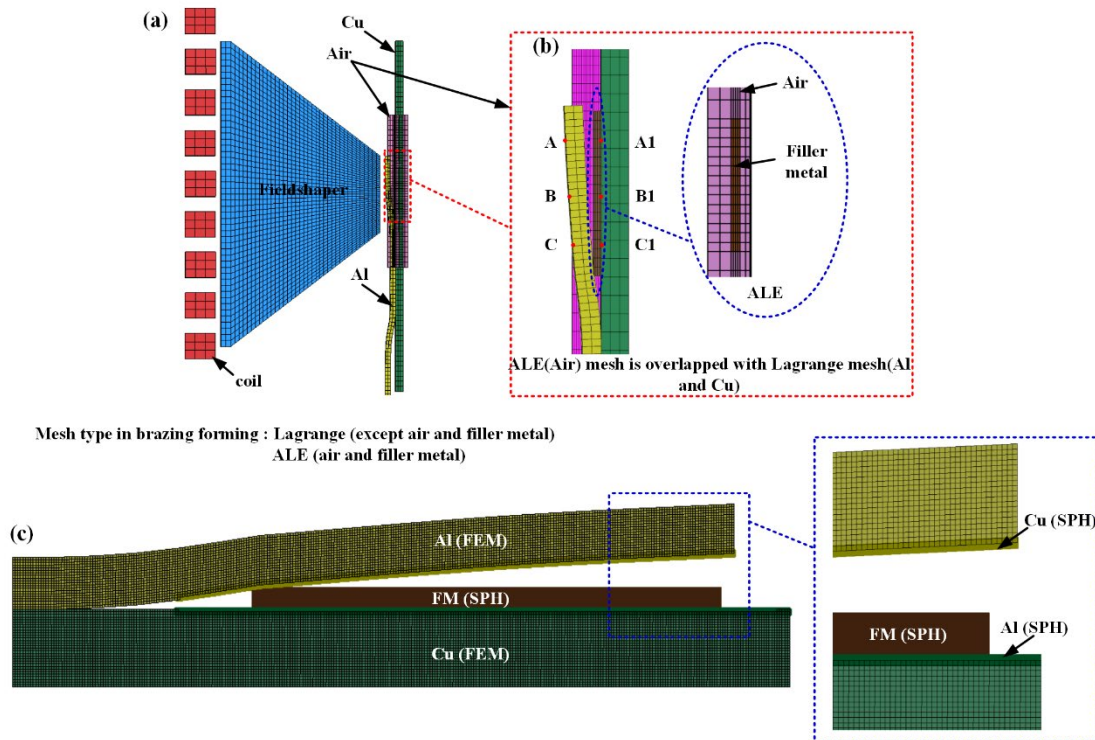 (a)
Cu
Air
Fieldshaper
Al
coil
(b)
A
B
C
A1
B1
C1
Air
Filler
metal
ALE
ALE(Air) mesh is overlapped with Lagrange mesh(Al
and Cu)
Mesh type in brazing forming : Lagrange (except air and filler metal)
ALE (air and filler metal)
(c)
Al (FEM)
FM (SPH)
Cu (FEM)
Cu (SPH)
FM (SPH)
Al (SPH)